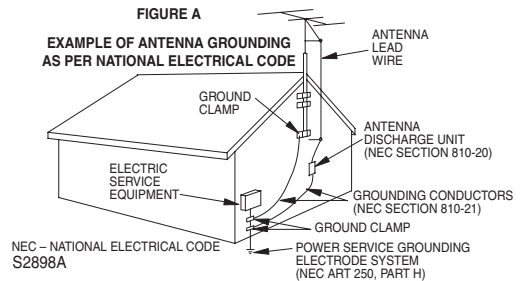 FIGURE A
EXAMPLE OF ANTENNA GROUNDING
AS PER NATIONAL ELECTRICAL CODE
ANTENNA
LEAD
WIRE
GROUND
CLAMP
ANTENNA
DISCHARGE UNIT
(NEC SECTION 810-20)
ELECTRIC
SERVICE
EQUIPMENT
GROUNDING CONDUCTORS
(NEC SECTION 810-21)
GROUND CLAMP
POWER SERVICE GROUNDING
ELECTRODE SYSTEM
(NEC ART 250, PART H)
NEC – NATIONAL ELECTRICAL CODE
S2898A